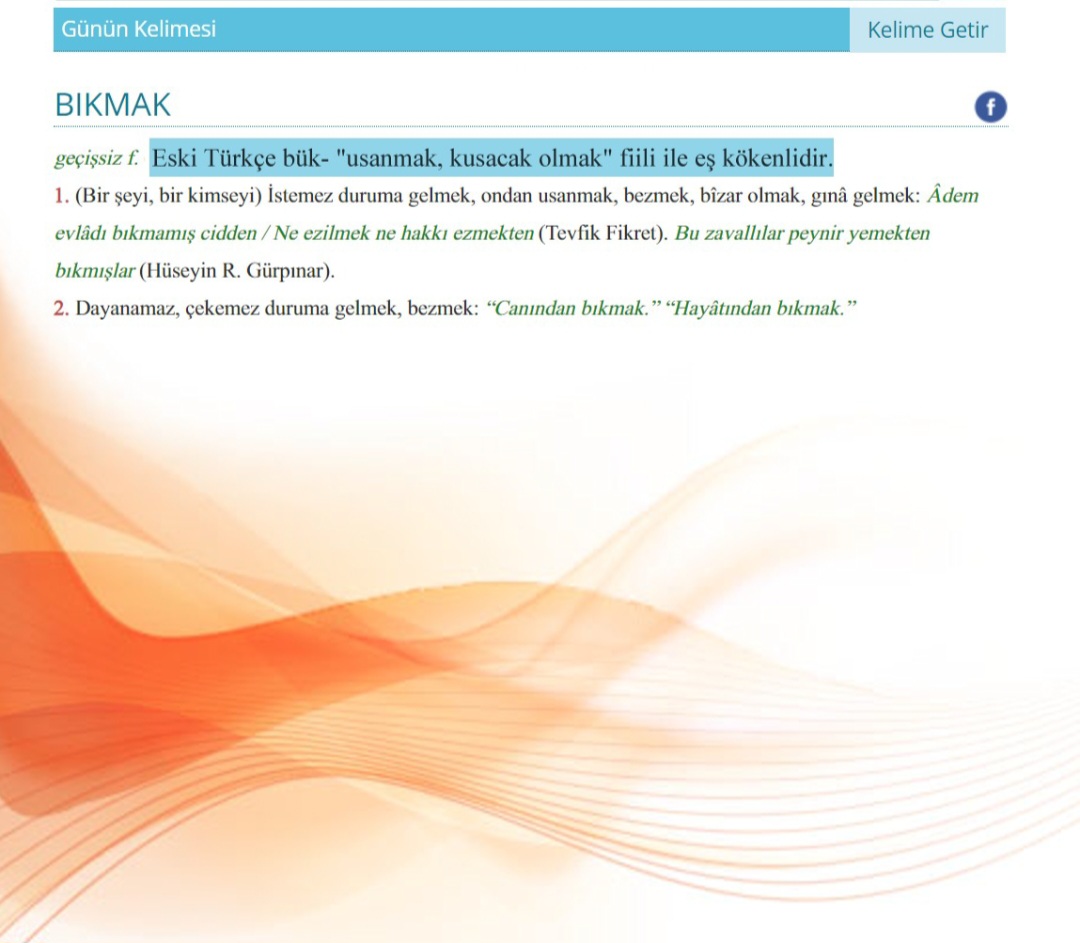 Günün Kelimesi
Kelime Getir
BIKMAK
f
geçişsiz f. Eski Türkçe bük- "usanmak, kusacak olmak" fiili ile eş kökenlidir.
1. (Bir şeyi, bir kimseyi) İstemez duruma gelmek, ondan usanmak, bezmek, bîzar olmak, gınâ gelmek: Âdem
evlâdı bıkmamış cidden / Ne ezilmek ne hakkı ezmekten (Tevfik Fikret). Bu zavallılar peynir yemekten
bıkmışlar (Hüseyin R. Gürpınar).
2. Dayanamaz, çekemez duruma gelmek, bezmek: “Canından bıkmak.” “Hayâtından bıkmak.”